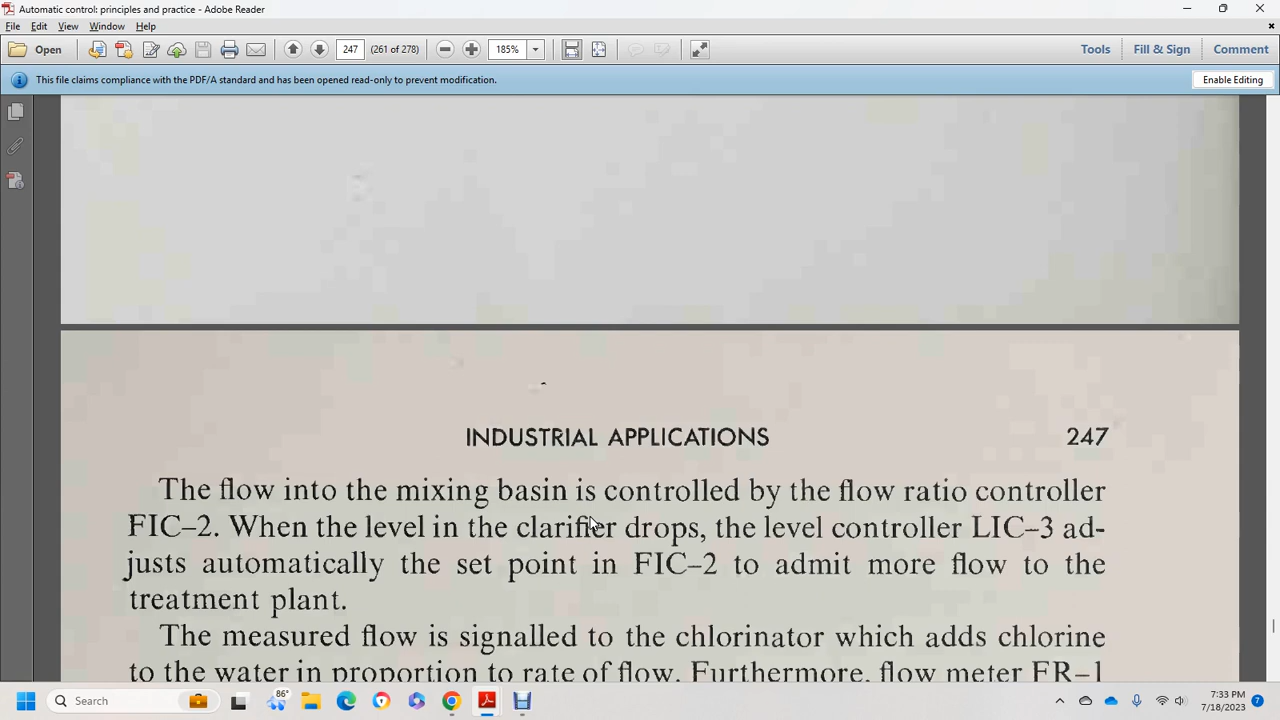 Automatic control: principles and practice - Adobe Reader
File Edit View Window Help
Open 247 (261 of 278) 185% Tools Fill & Sign Comment
This file claims compliance with the PDF/A standard and has been opened read-only to prevent modification. Enable Editing
INDUSTRIAL APPLICATIONS 247
The flow into the mixing basin is controlled by the flow ratio controller
FIC–2. When the level in the clarifier drops, the level controller LIC–3 ad-
justs automatically the set point in FIC–2 to admit more flow to the
treatment plant.
The measured flow is signalled to the chlorinator which adds chlorine
to the water in proportion to rate of flow. Furthermore, flow meter FR–1
Search 86° 7:33 PM
7/18/2023 7